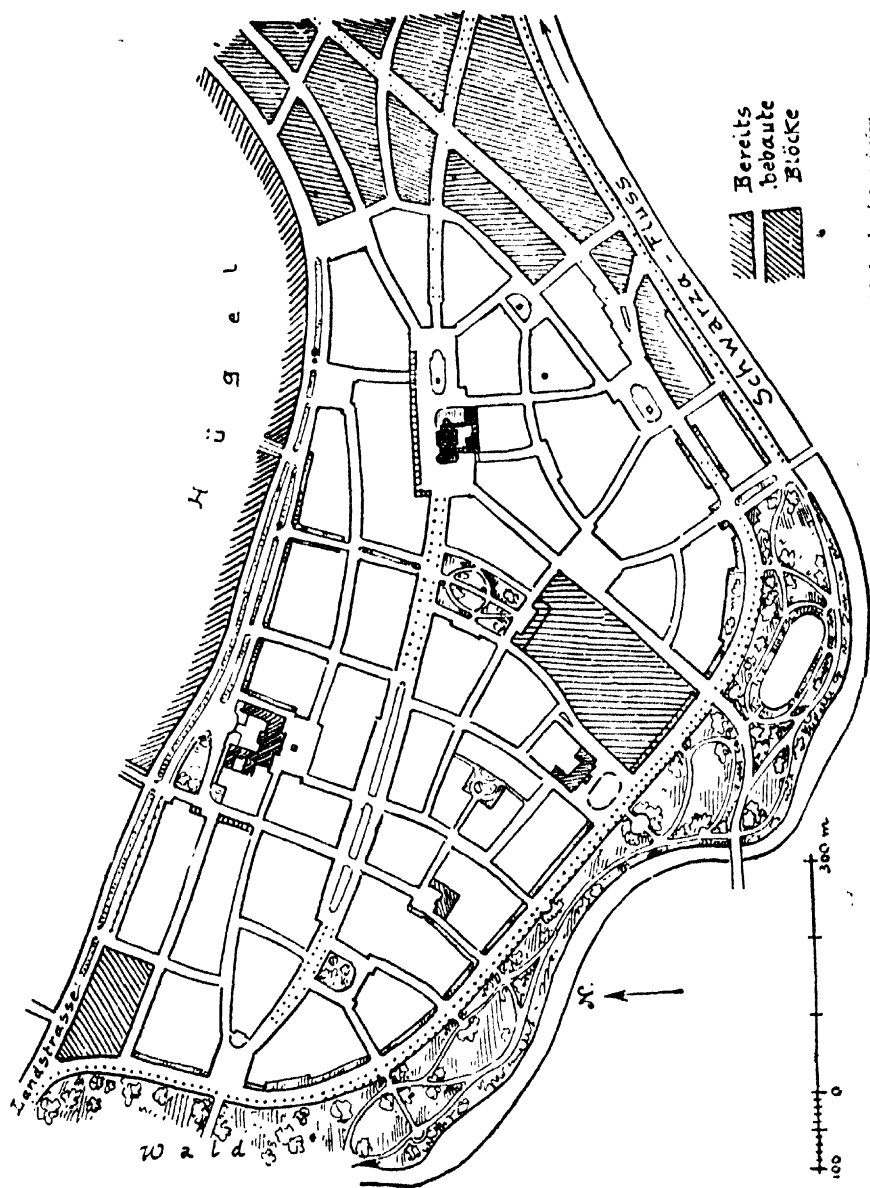 Hügel
Schwarza - Fluss
Bereits
bebaute
Blöcke
Landstrasse
Wald
N.
100
0
300 m